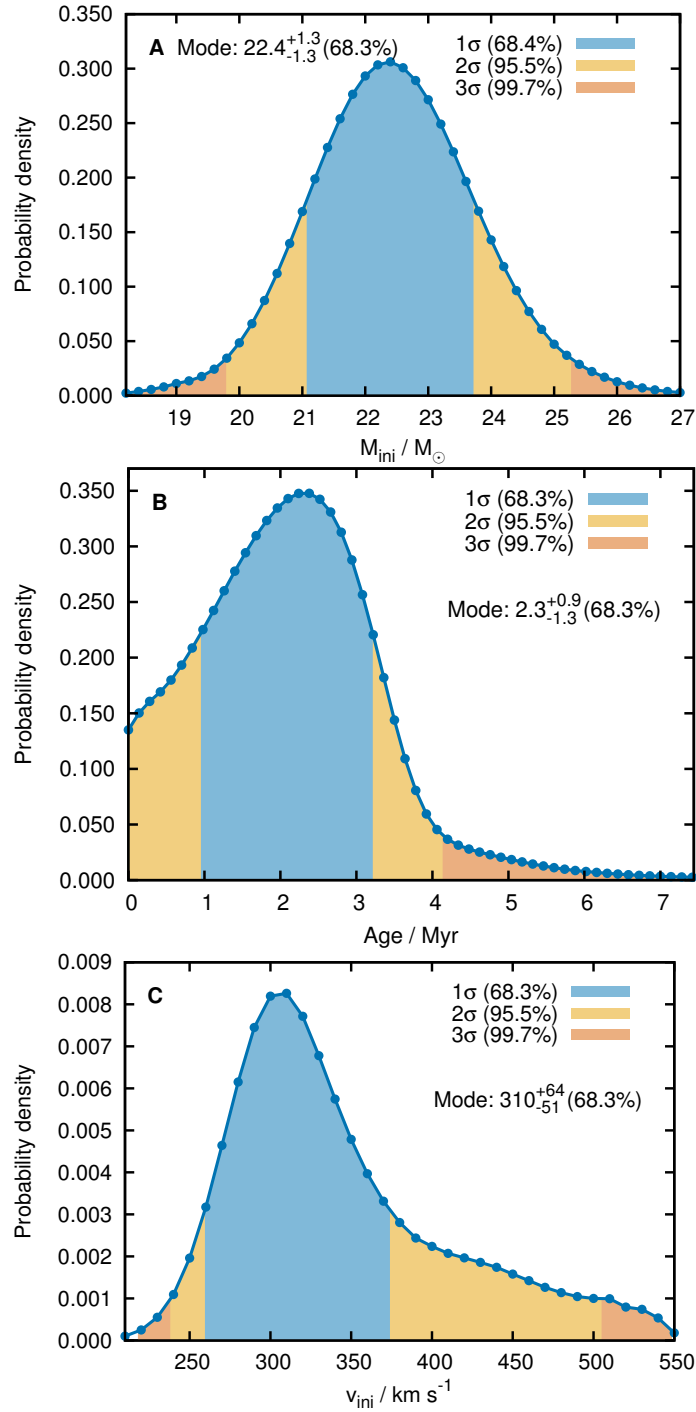 A Mode: 22.4 +1.3 -1.3 (68.3%)
1σ (68.4%)
2σ (95.5%)
3σ (99.7%)
0.350
0.300
0.250
0.200
0.150
0.100
0.050
0.000
Probability density
19 20 21 22 23 24 25 26 27
M_ini / M_☉
B
1σ (68.3%)
2σ (95.5%)
3σ (99.7%)
Mode: 2.3 +0.9 -1.3 (68.3%)
0.350
0.300
0.250
0.200
0.150
0.100
0.050
0.000
Probability density
0 1 2 3 4 5 6 7
Age / Myr
C
1σ (68.3%)
2σ (95.5%)
3σ (99.7%)
Mode: 310 +64 -51 (68.3%)
0.009
0.008
0.007
0.006
0.005
0.004
0.003
0.002
0.001
0.000
Probability density
250 300 350 400 450 500 550
v_ini / km s⁻¹